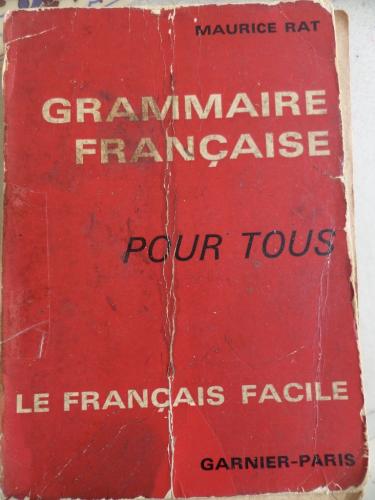 MAURICE RAT
GRAMMAIRE
FRANÇAISE
POUR TOUS
LE FRANÇAIS FACILE
GARNIER-PARIS